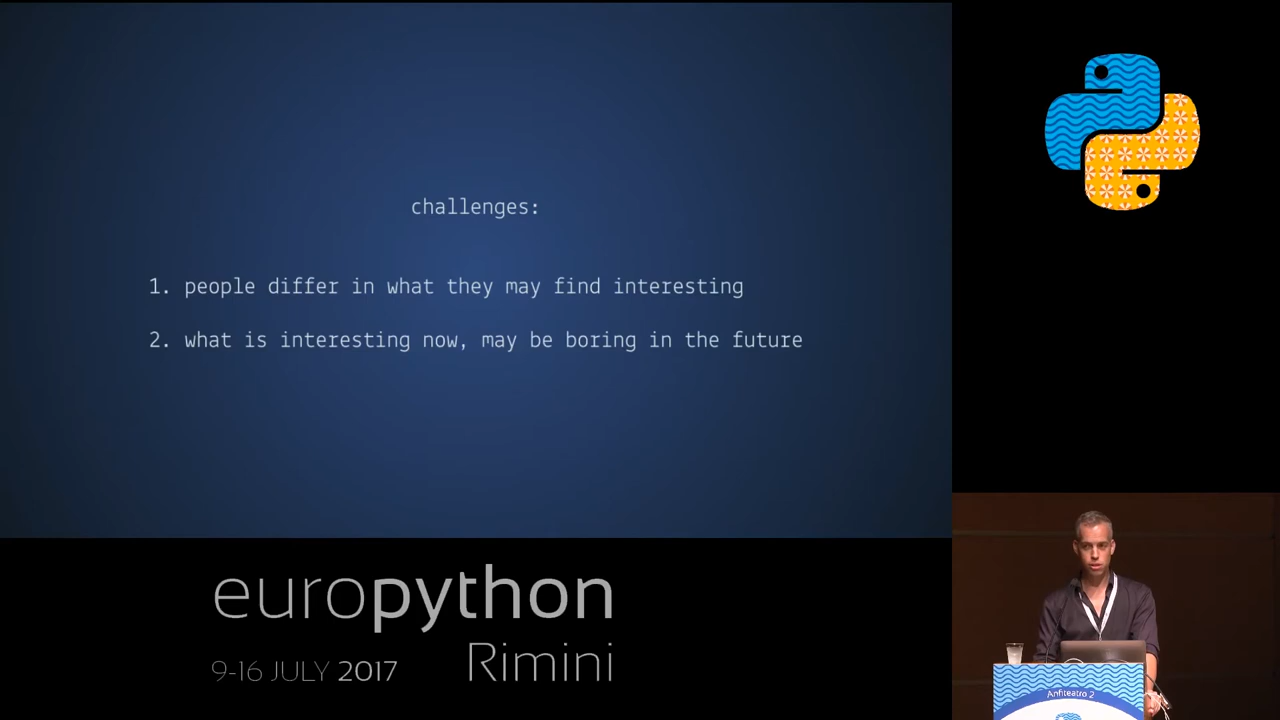 challenges:
1. people differ in what they may find interesting
2. what is interesting now, may be boring in the future
europython
9-16 JULY 2017 Rimini
Anfiteatro 2